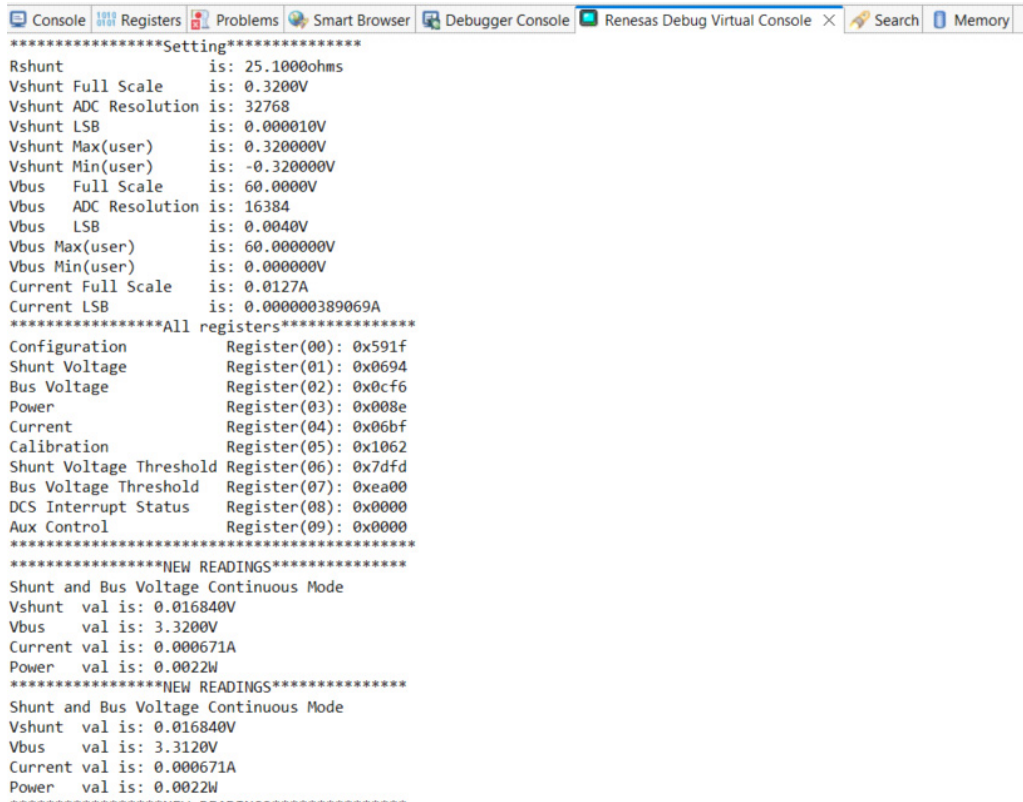 Console Registers Problems Smart Browser Debugger Console Renesas Debug Virtual Console × Search Memory
*****************Setting***************
Rshunt is: 25.1000ohms
Vshunt Full Scale is: 0.3200V
Vshunt ADC Resolution is: 32768
Vshunt LSB is: 0.000010V
Vshunt Max(user) is: 0.320000V
Vshunt Min(user) is: -0.320000V
Vbus Full Scale is: 60.0000V
Vbus ADC Resolution is: 16384
Vbus LSB is: 0.0040V
Vbus Max(user) is: 60.000000V
Vbus Min(user) is: 0.000000V
Current Full Scale is: 0.0127A
Current LSB is: 0.000000389069A
*****************All registers***************
Configuration Register(00): 0x591f
Shunt Voltage Register(01): 0x0694
Bus Voltage Register(02): 0x0cf6
Power Register(03): 0x008e
Current Register(04): 0x06bf
Calibration Register(05): 0x1062
Shunt Voltage Threshold Register(06): 0x7dfd
Bus Voltage Threshold Register(07): 0xea00
DCS Interrupt Status Register(08): 0x0000
Aux Control Register(09): 0x0000
*********************************************
*****************NEW READINGS***************
Shunt and Bus Voltage Continuous Mode
Vshunt val is: 0.016840V
Vbus val is: 3.3200V
Current val is: 0.000671A
Power val is: 0.0022W
*****************NEW READINGS***************
Shunt and Bus Voltage Continuous Mode
Vshunt val is: 0.016840V
Vbus val is: 3.3120V
Current val is: 0.000671A
Power val is: 0.0022W